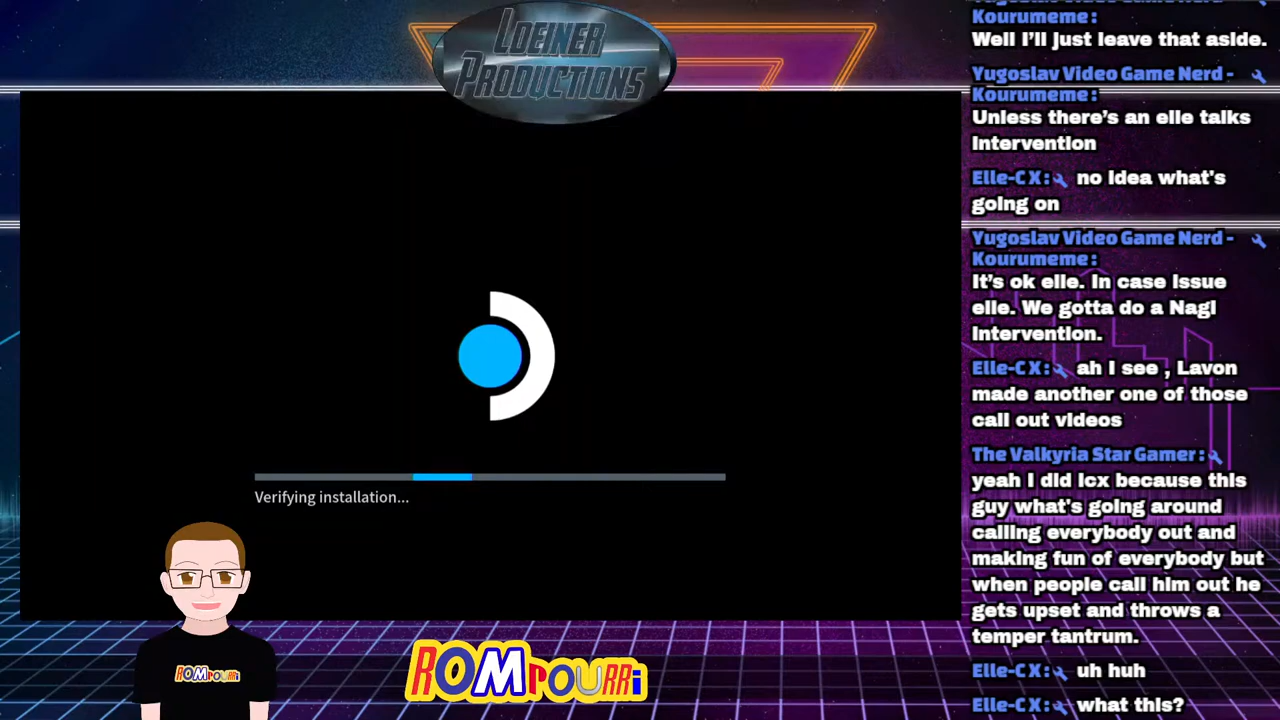 LOEINER
PRODUCTIONS
Verifying installation...
ROMPOURRi
ROMPOURRi
Kourumeme:
Well I'll just leave that aside.
Yugoslav Video Game Nerd -
Kourumeme:
Unless there's an elle talks
intervention
Elle-CX: no idea what's
going on
Yugoslav Video Game Nerd -
Kourumeme:
It's ok elle. In case issue
elle. We gotta do a Nagi
intervention.
Elle-CX: ah I see , Lavon
made another one of those
call out videos
The Valkyria Star Gamer:
yeah I did lcx because this
guy what's going around
calling everybody out and
making fun of everybody but
when people call him out he
gets upset and throws a
temper tantrum.
Elle-CX: uh huh
Elle-CX: what this?